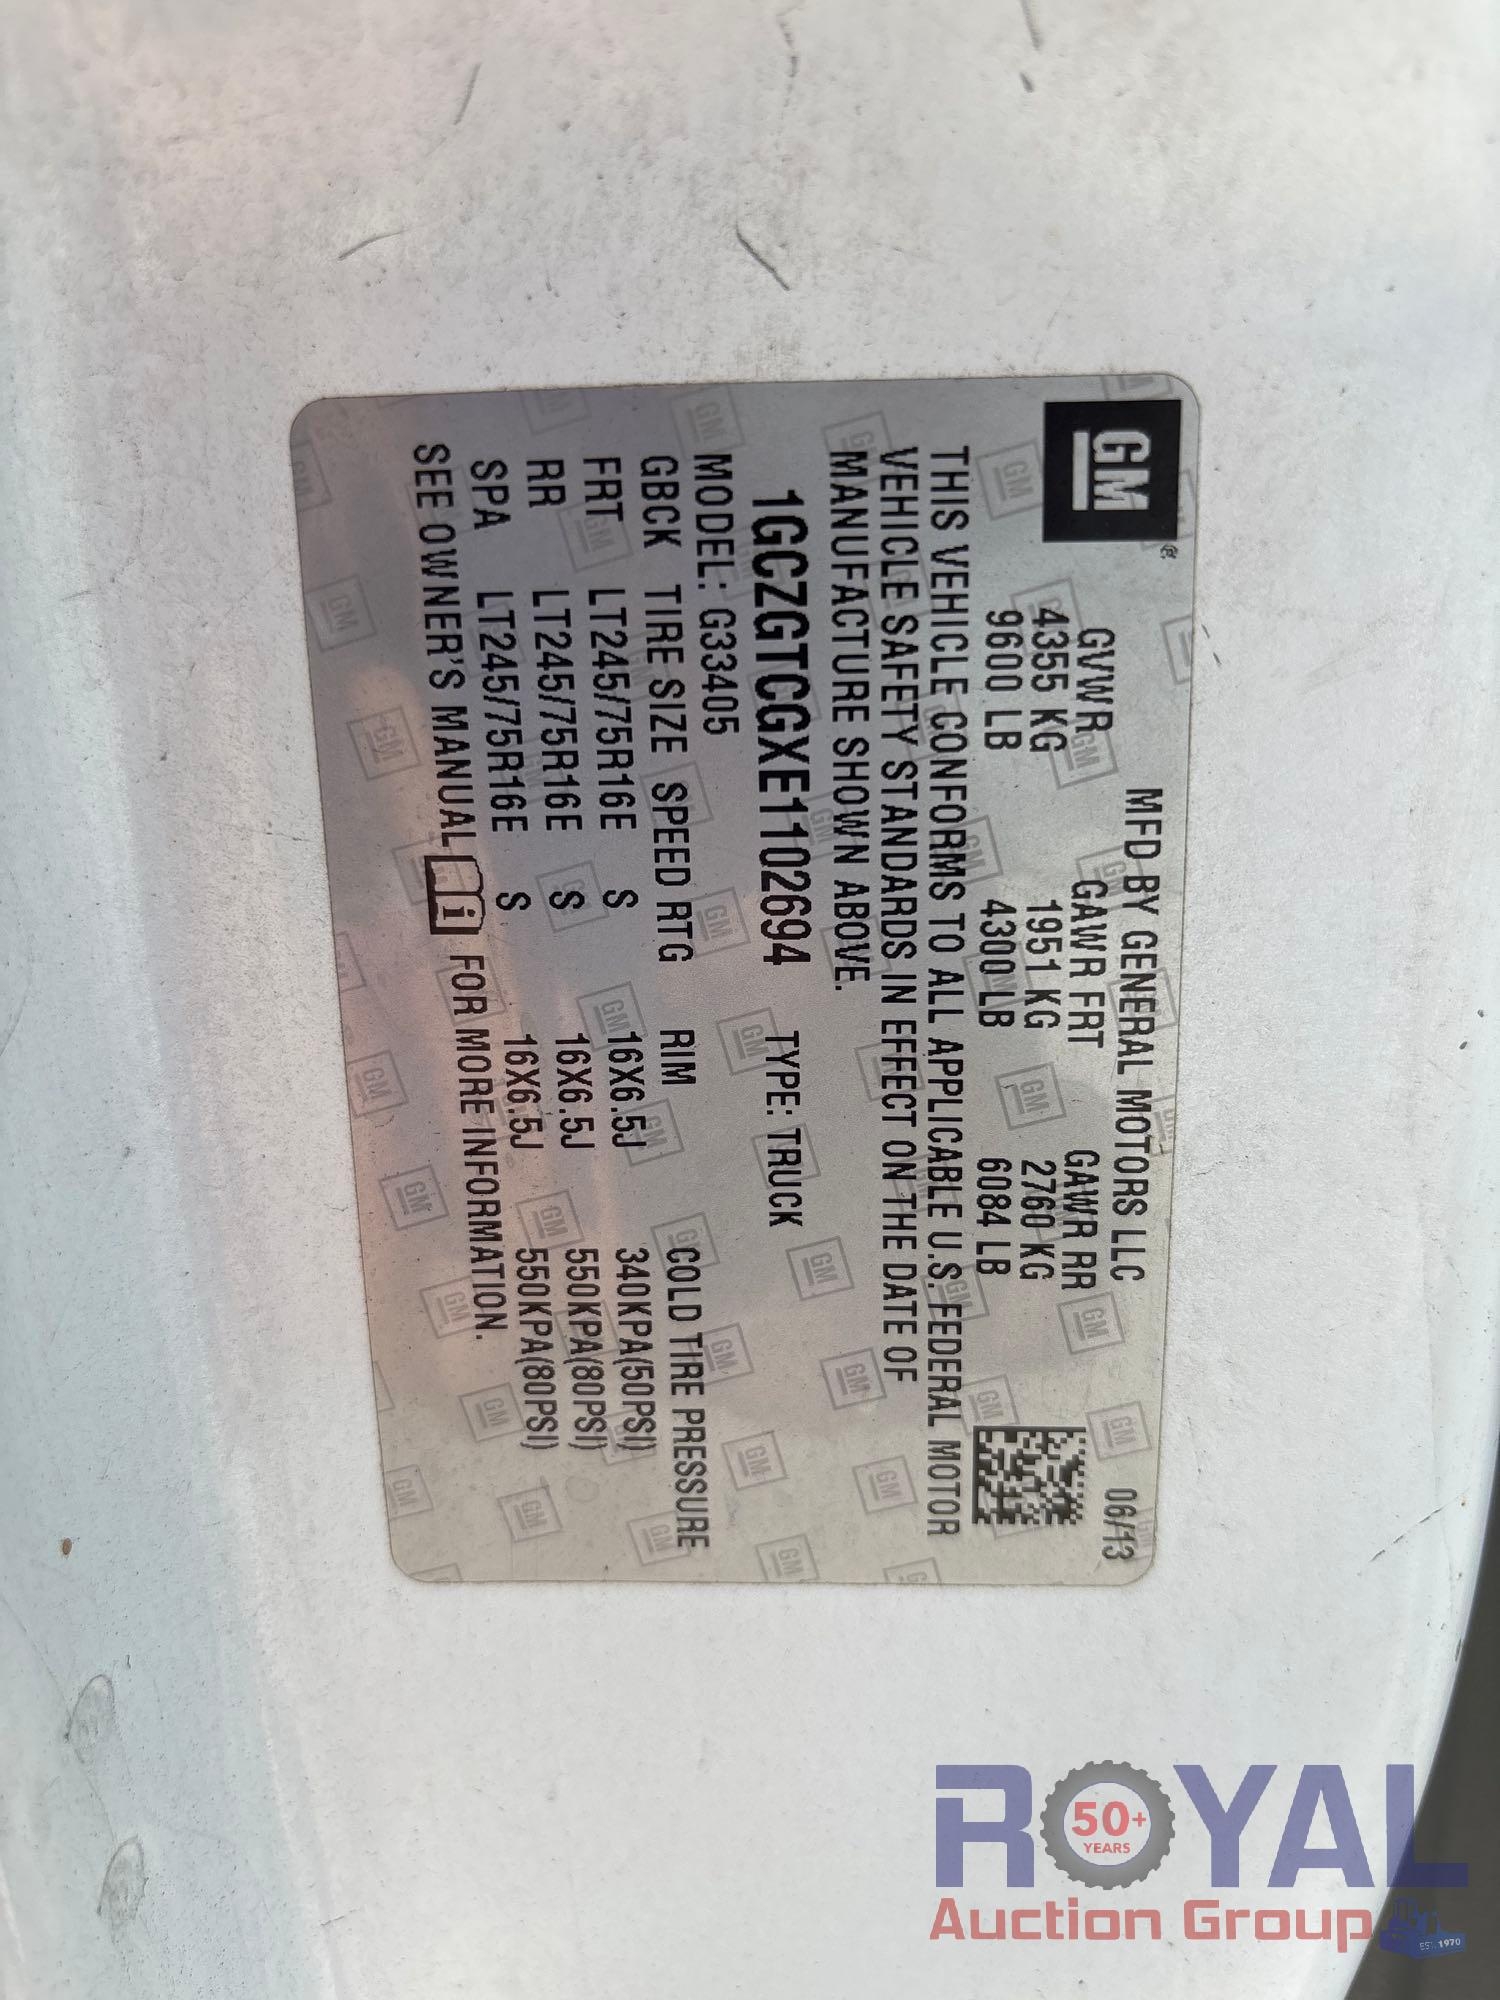 GM®
MFD BY GENERAL MOTORS LLC 06/13
GVWR GAWR FRT GAWR RR
4355 KG 1951 KG 2760 KG
9600 LB 4300 LB 6084 LB
THIS VEHICLE CONFORMS TO ALL APPLICABLE U.S. FEDERAL MOTOR
VEHICLE SAFETY STANDARDS IN EFFECT ON THE DATE OF
MANUFACTURE SHOWN ABOVE.
1GCZGTCGXE1102694 TYPE: TRUCK
MODEL: G33405
GBCK TIRE SIZE SPEED RTG RIM COLD TIRE PRESSURE
FRT LT245/75R16E S 16X6.5J 340KPA(50PSI)
RR LT245/75R16E S 16X6.5J 550KPA(80PSI)
SPA LT245/75R16E S 16X6.5J 550KPA(80PSI)
SEE OWNER'S MANUAL i FOR MORE INFORMATION.
ROYAL
50+
YEARS
Auction Group
EST. 1970